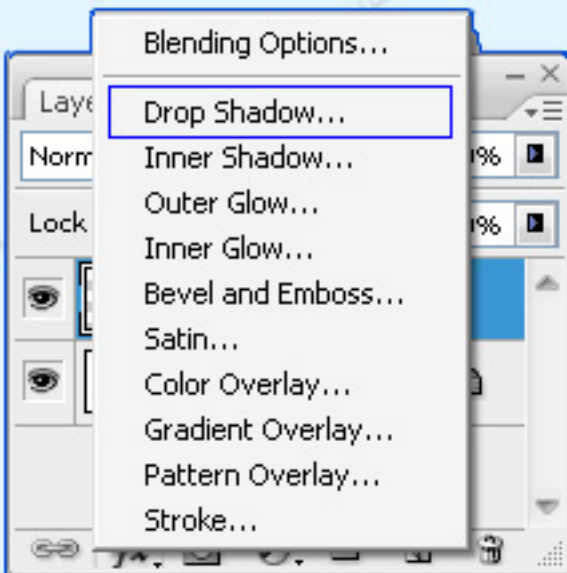 Blending Options...
Drop Shadow...
Inner Shadow...
Outer Glow...
Inner Glow...
Bevel and Emboss...
Satin...
Color Overlay...
Gradient Overlay...
Pattern Overlay...
Stroke...
Laye
Norm
%
Lock
%